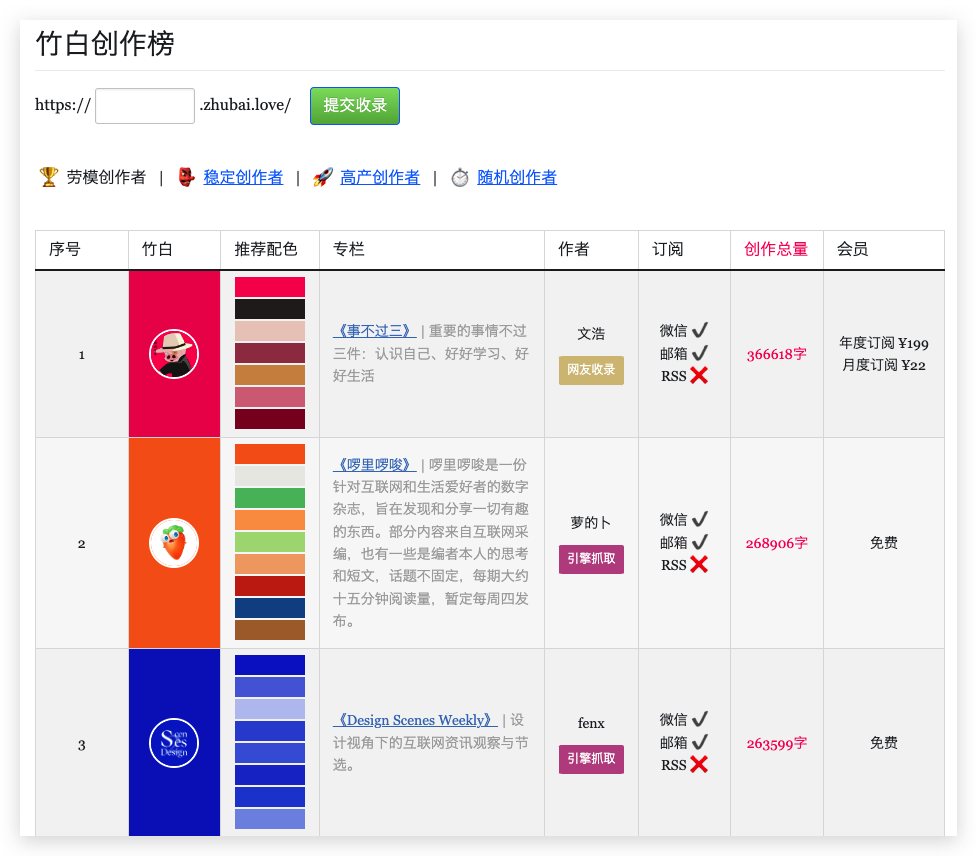 竹白创作榜
https:// .zhubai.love/ 提交收录
劳模创作者 | 稳定创作者 | 高产创作者 | 随机创作者
序号 竹白 推荐配色 专栏 作者 订阅 创作总量 会员
1
《事不过三》 | 重要的事情不过
三件：认识自己、好好学习、好
好生活
文浩
网友收录
微信
邮箱
RSS
366618字
年度订阅 ¥199
月度订阅 ¥22
2
《啰里啰唆》 | 啰里啰唆是一份
针对互联网和生活爱好者的数字
杂志，旨在发现和分享一切有趣
的东西。部分内容来自互联网采
编，也有一些是编者本人的思考
和短文，话题不固定，每期大约
十五分钟阅读量，暂定每周四发
布。
萝的卜
引擎抓取
微信
邮箱
RSS
268906字
免费
3
Scen
es
Design
《Design Scenes Weekly》 | 设
计视角下的互联网资讯观察与节
选。
fenx
引擎抓取
微信
邮箱
RSS
263599字
免费